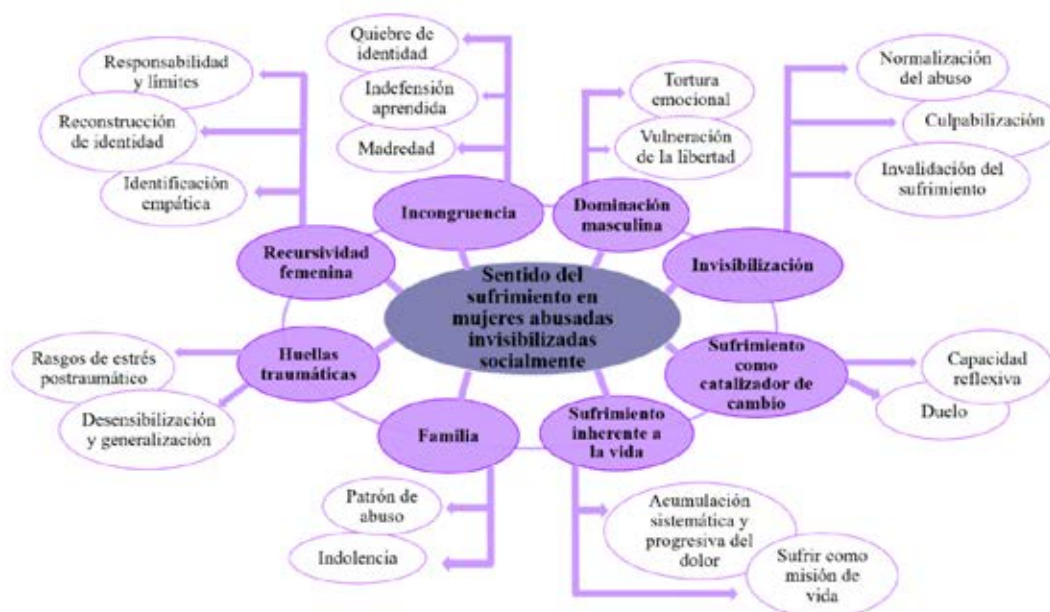 Quiebre de
identidad
Indefensión
aprendida
Madredad
Responsabilidad
y límites
Reconstrucción
de identidad
Identificación
empática
Tortura
emocional
Vulneración
de la libertad
Normalización
del abuso
Culpabilización
Invalidación del
sufrimiento
Incongruencia
Dominación
masculina
Recursividad
femenina
Invisibilización
Sentido del
sufrimiento en
mujeres abusadas
invisibilizadas
socialmente
Huellas
traumáticas
Sufrimiento
como
catalizador de
cambio
Familia
Sufrimiento
inherente a
la vida
Rasgos de estrés
postraumático
Desensibilización
y generalización
Capacidad
reflexiva
Duelo
Patrón de
abuso
Indolencia
Acumulación
sistemática y
progresiva del
dolor
Sufrir como
misión de
vida